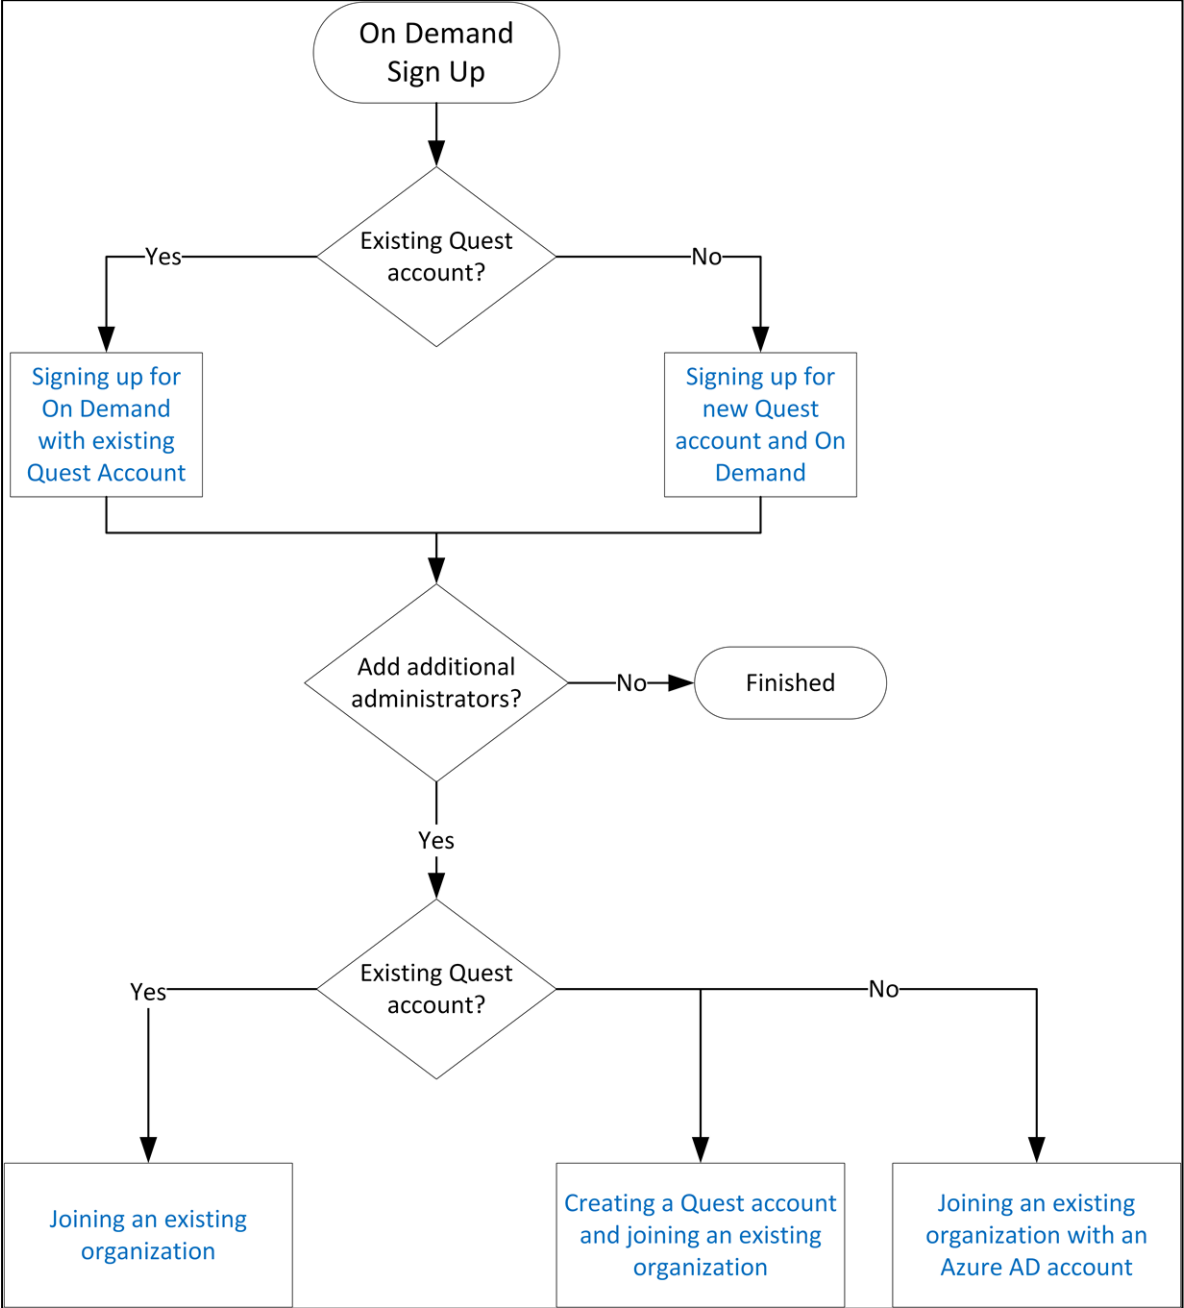 On Demand
Sign Up
Existing Quest
account?
Yes
No
Signing up for
On Demand
with existing
Quest Account
Signing up for
new Quest
account and On
Demand
Add additional
administrators?
No
Finished
Yes
Existing Quest
account?
Yes
No
Joining an existing
organization
Creating a Quest account
and joining an existing
organization
Joining an existing
organization with an
Azure AD account